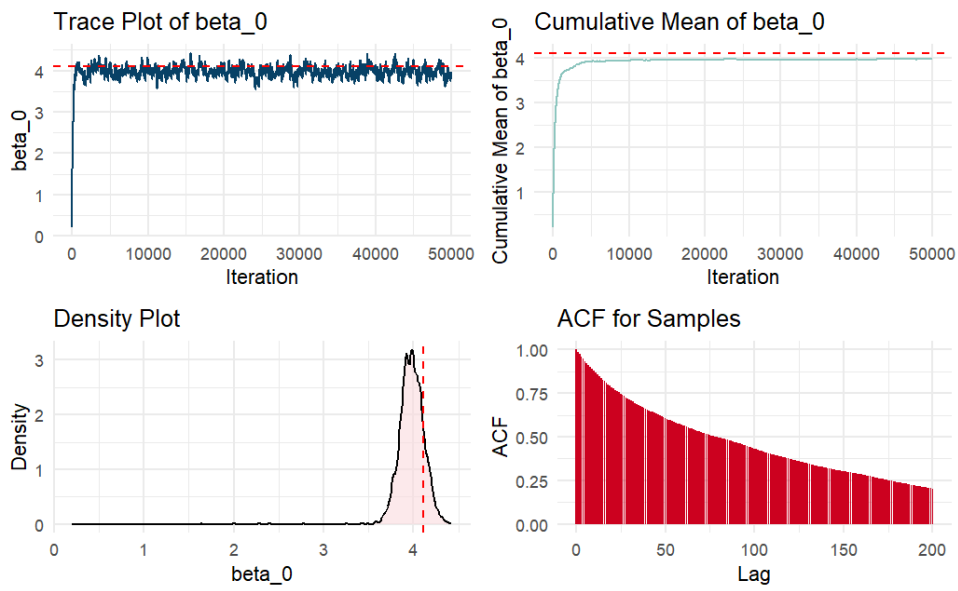 Trace Plot of beta_0
beta_0
4
3
2
1
0
0 10000 20000 30000 40000 50000
Iteration
Cumulative Mean of beta_0
Cumulative Mean of beta_0
4
3
2
1
0 10000 20000 30000 40000 50000
Iteration
Density Plot
Density
3
2
1
0
0 1 2 3 4
beta_0
ACF for Samples
ACF
1.00
0.75
0.50
0.25
0.00
0 50 100 150 200
Lag